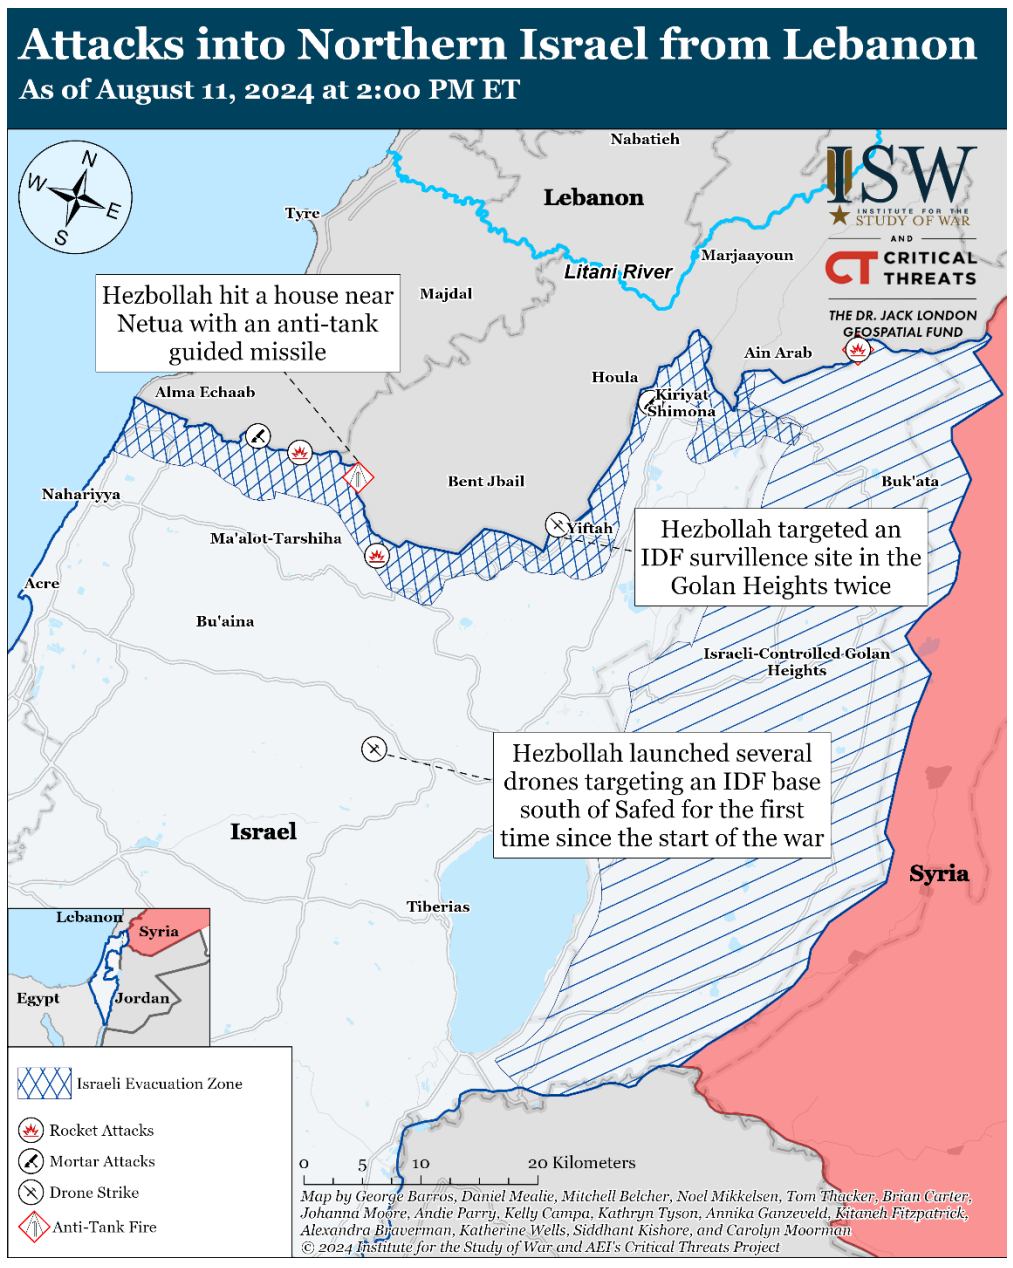 Attacks into Northern Israel from Lebanon
As of August 11, 2024 at 2:00 PM ET
N
W
E
S
Nabatieh
Lebanon
ISW
INSTITUTE FOR THE
STUDY OF WAR
AND
CT CRITICAL
THREATS
THE DR. JACK LONDON
GEOSPATIAL FUND
Tyre
Marjaayoun
Litani River
Majdal
Hezbollah hit a house near
Netua with an anti-tank
guided missile
Ain Arab
Houla
Alma Echaab
Kiriyat
Shimona
Bent Jbail
Buk'ata
Nahariyya
Yiftah
Ma'alot-Tarshiha
Hezbollah targeted an
IDF survillence site in the
Golan Heights twice
Acre
Bu'aina
Israeli-Controlled Golan
Heights
Hezbollah launched several
drones targeting an IDF base
south of Safed for the first
time since the start of the war
Israel
Syria
Tiberias
Lebanon
Syria
Egypt
Jordan
Israeli Evacuation Zone
Rocket Attacks
Mortar Attacks
Drone Strike
Anti-Tank Fire
0 5 10 20 Kilometers
Map by George Barros, Daniel Mealie, Mitchell Belcher, Noel Mikkelsen, Tom Thacker, Brian Carter,
Johanna Moore, Andie Parry, Kelly Campa, Kathryn Tyson, Annika Ganzeveld, Kitaneh Fitzpatrick,
Alexandra Braverman, Katherine Wells, Siddhant Kishore, and Carolyn Moorman
© 2024 Institute for the Study of War and AEI's Critical Threats Project